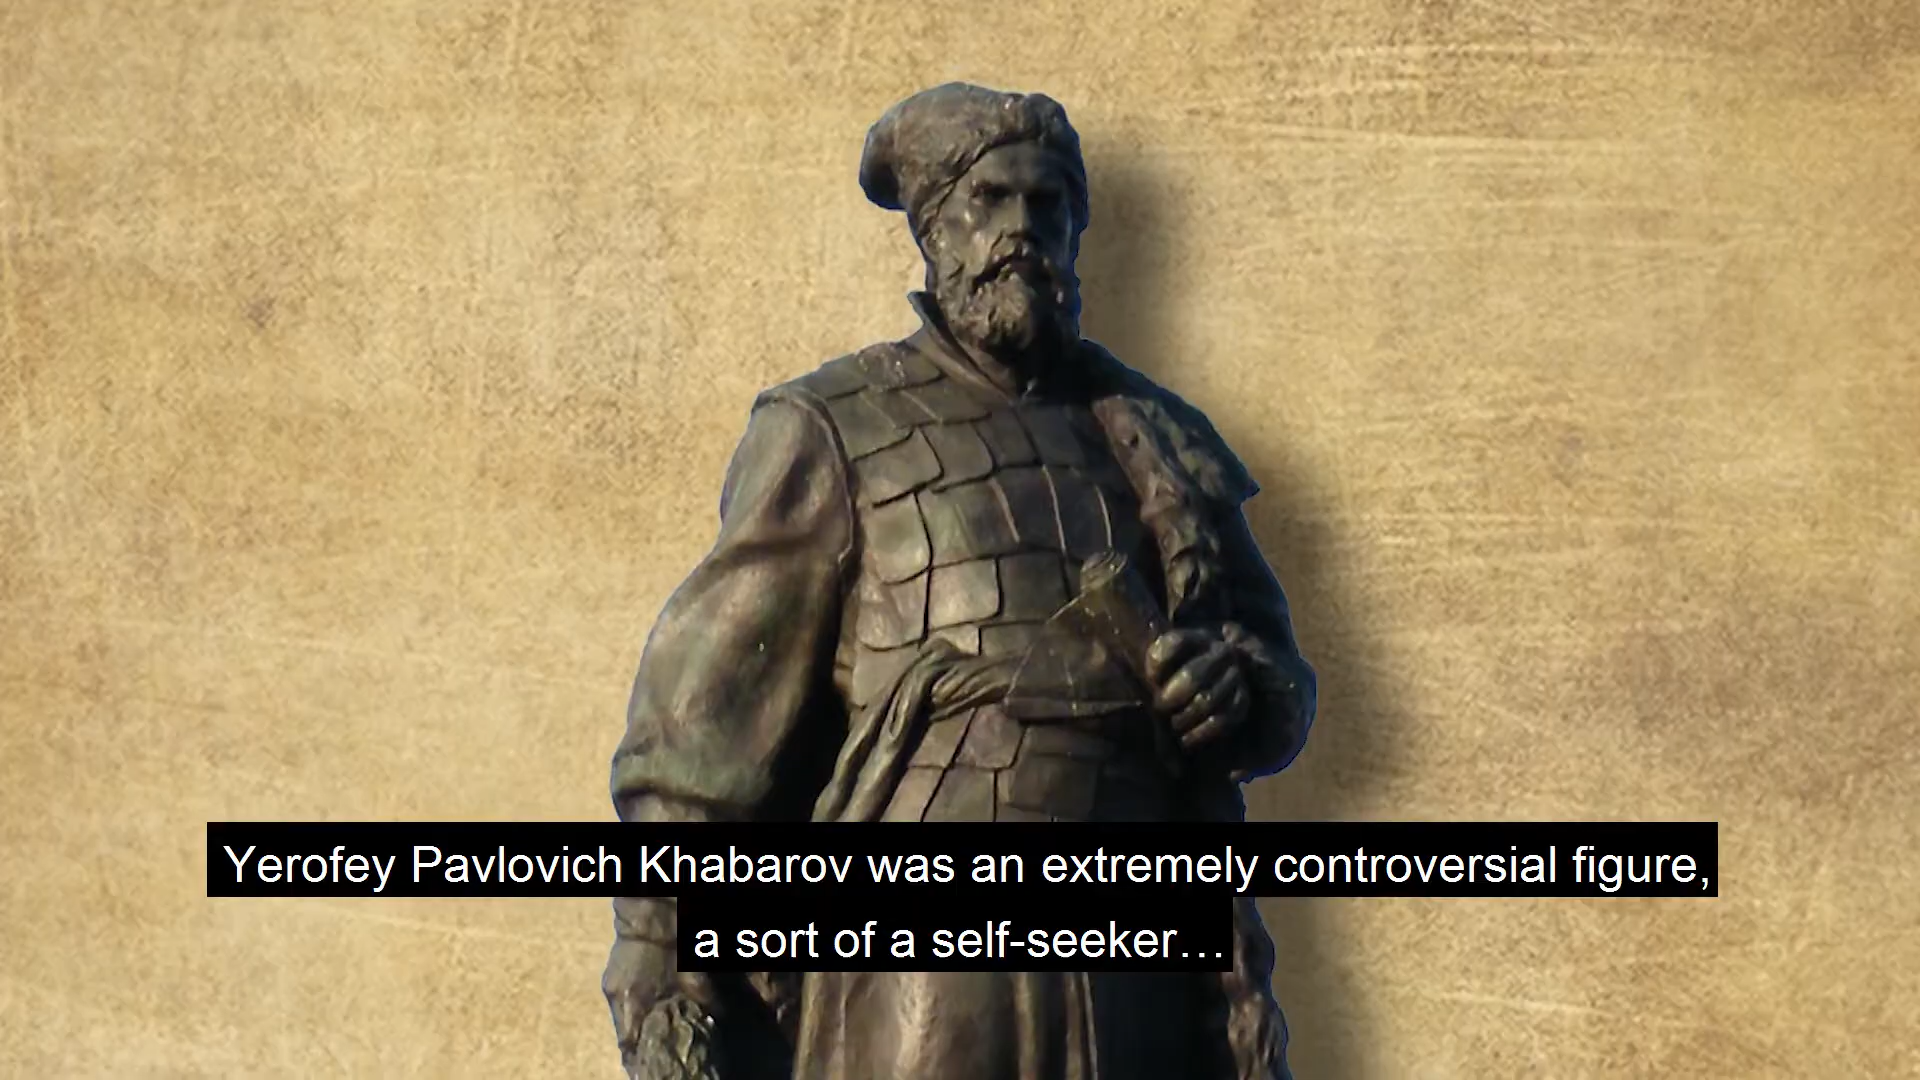 Yerofey Pavlovich Khabarov was an extremely controversial figure,
a sort of a self-seeker…